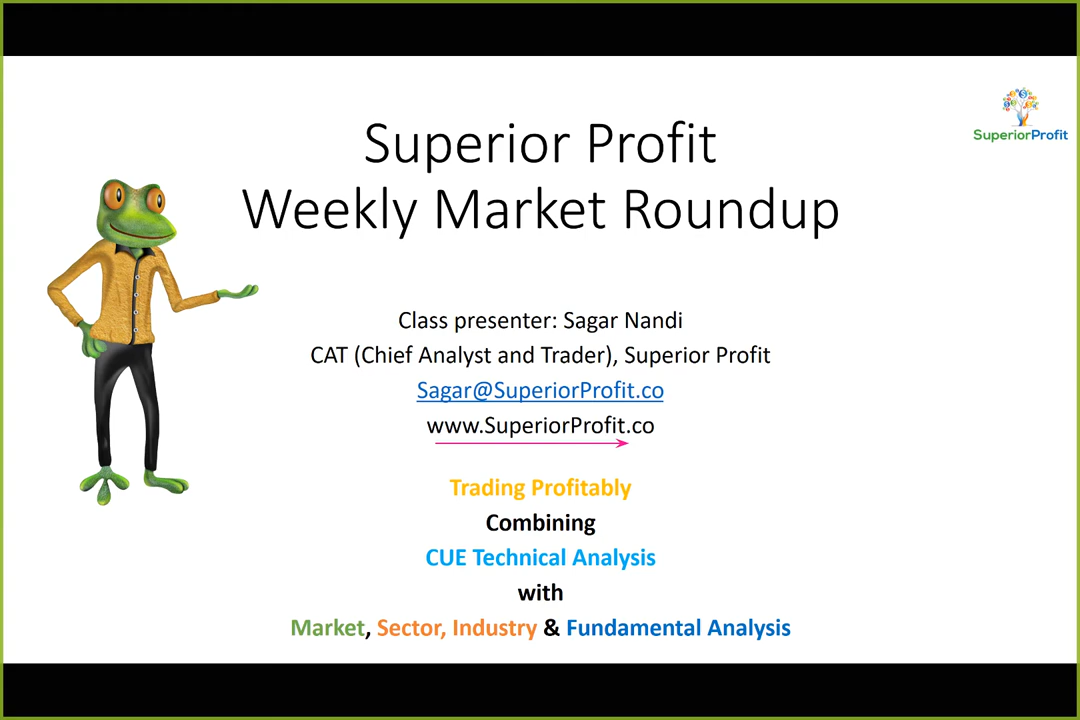 Superior Profit
Weekly Market Roundup
SuperiorProfit
Class presenter: Sagar Nandi
CAT (Chief Analyst and Trader), Superior Profit
Sagar@SuperiorProfit.co
www.SuperiorProfit.co
Trading Profitably
Combining
CUE Technical Analysis
with
Market, Sector, Industry & Fundamental Analysis